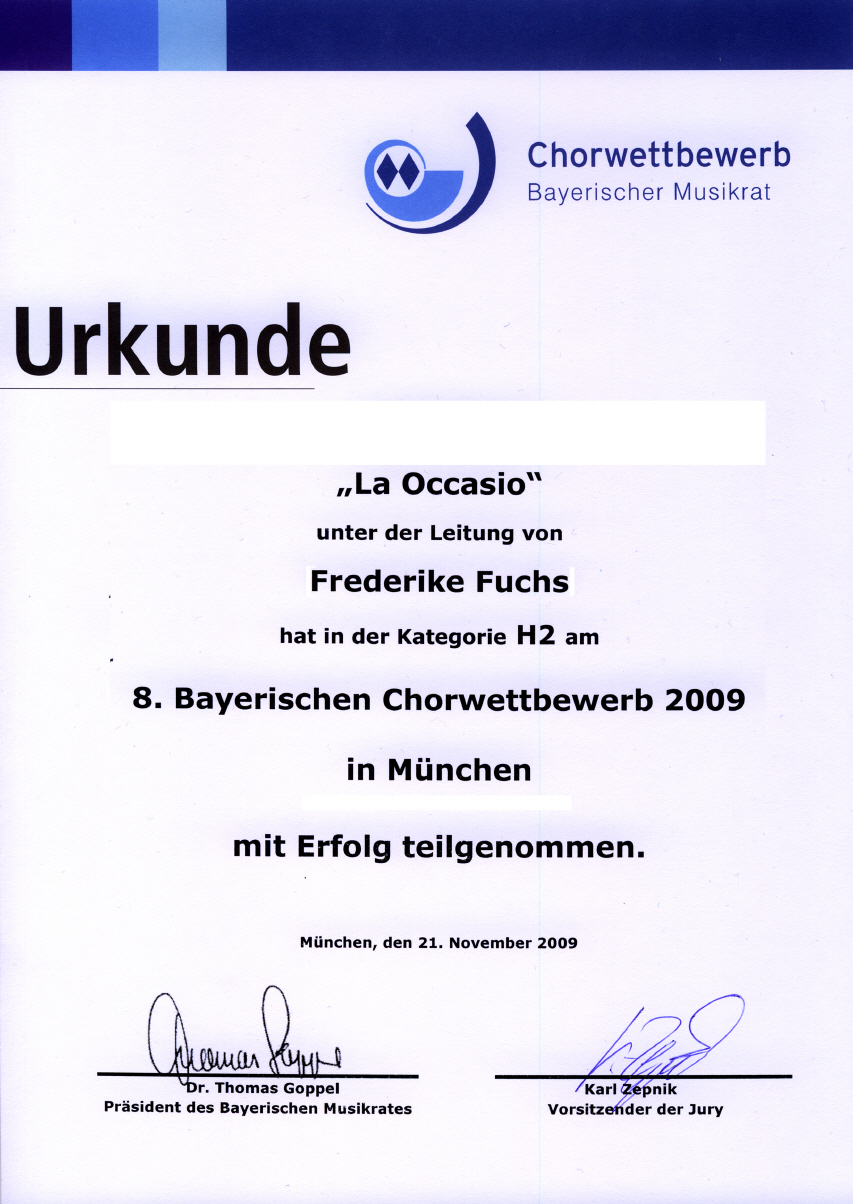 Chorwettbewerb
Bayerischer Musikrat
Urkunde
„La Occasio“
unter der Leitung von
Frederike Fuchs
hat in der Kategorie H2 am
8. Bayerischen Chorwettbewerb 2009
in München
mit Erfolg teilgenommen.
München, den 21. November 2009
Thomas Goppel
Dr. Thomas Goppel
Präsident des Bayerischen Musikrates
Karl Zepnik
Vorsitzender der Jury